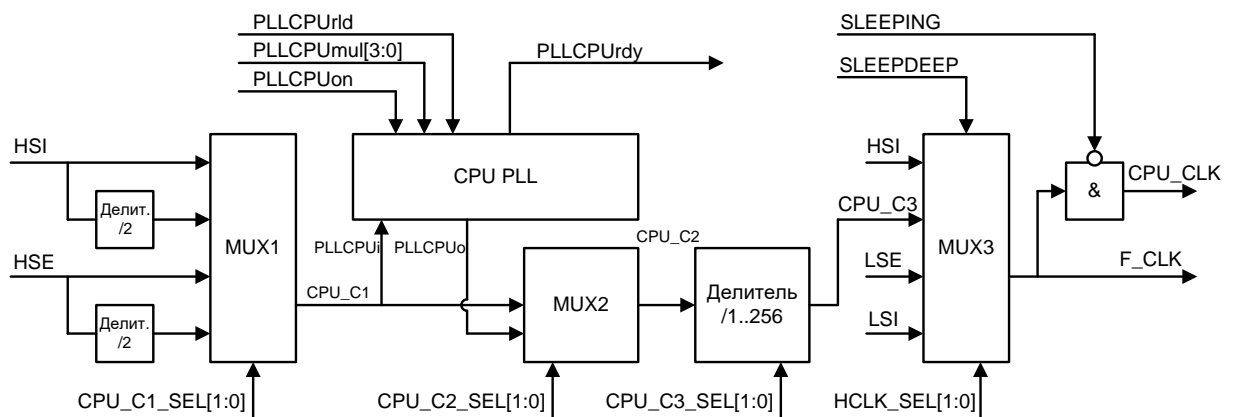 PLLCPUrld
PLLCPUmul[3:0]
PLLCPUon
PLLCPUrdy
SLEEPING
SLEEPDEEP
HSI
Делит.
/2
HSE
Делит.
/2
MUX1
CPU_C1_SEL[1:0]
CPU PLL
PLLCPUi
PLLCPUo
CPU_C1
MUX2
CPU_C2_SEL[1:0]
CPU_C2
Делитель
/1..256
CPU_C3_SEL[1:0]
HSI
CPU_C3
LSE
LSI
MUX3
HCLK_SEL[1:0]
&
CPU_CLK
F_CLK